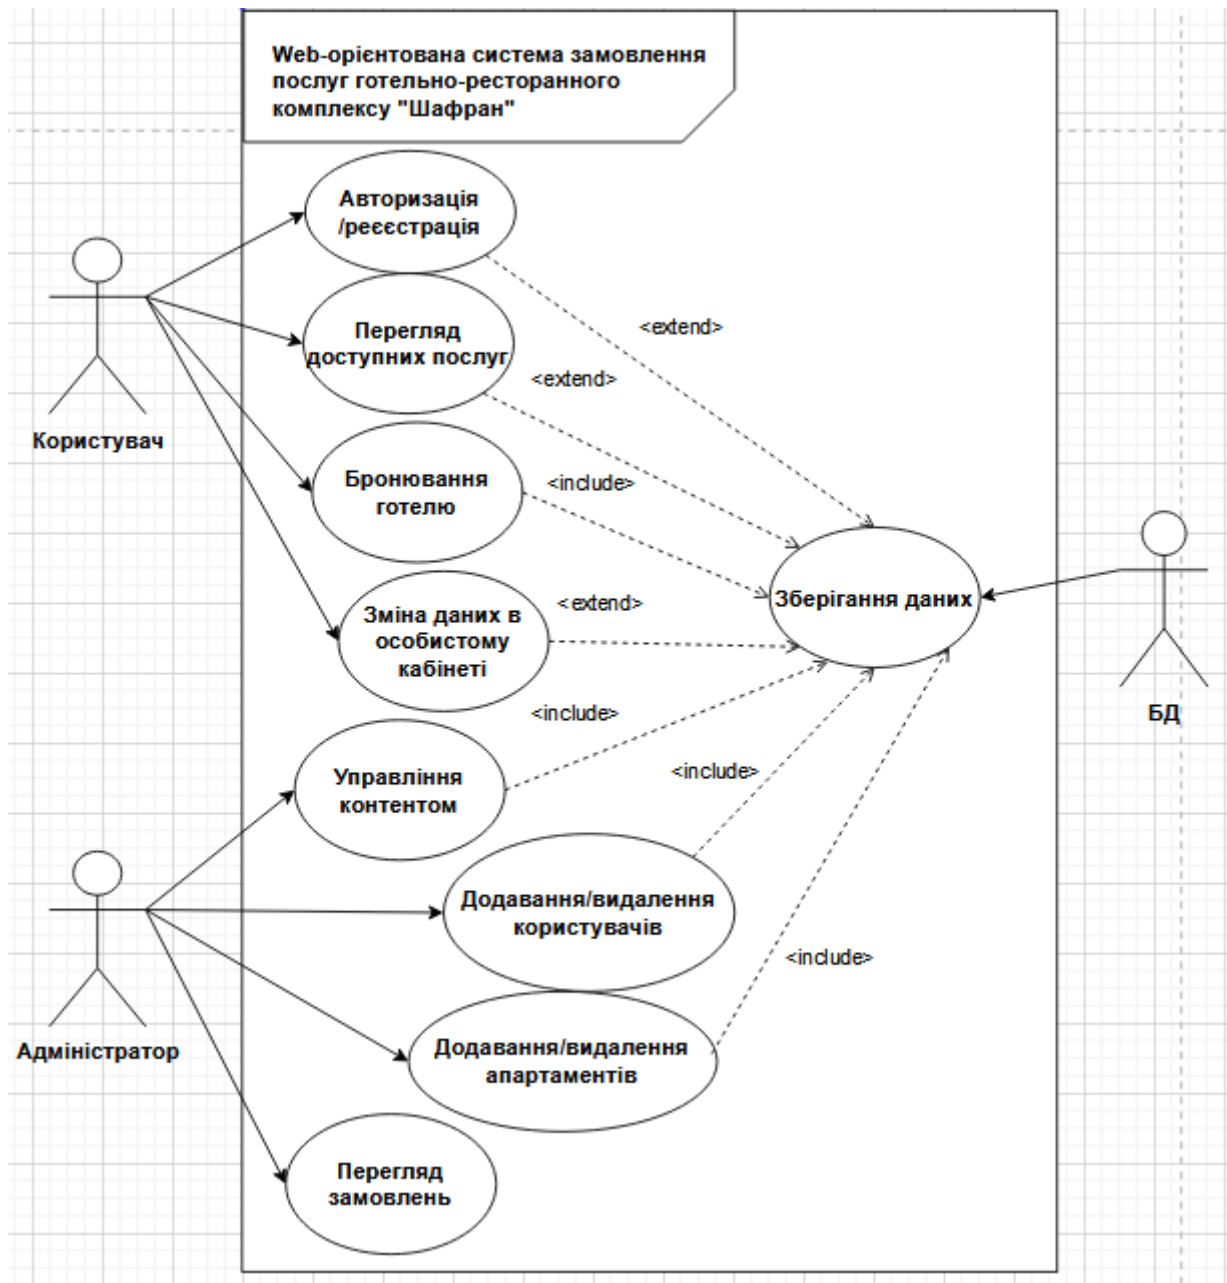 Web-орієнтована система замовлення
послуг готельно-ресторанного
комплексу "Шафран"
Авторизація
/реєєстрація
<extend>
Перегляд
доступних послуг
<extend>
Користувач
Бронювання
готелю
<include>
Зберігання даних
Зміна даних в
особистому
кабінеті
<extend>
БД
<include>
Управління
контентом
<include>
Додавання/видалення
користувачів
<include>
Адміністратор
Додавання/видалення
апартаментів
Перегляд
замовлень